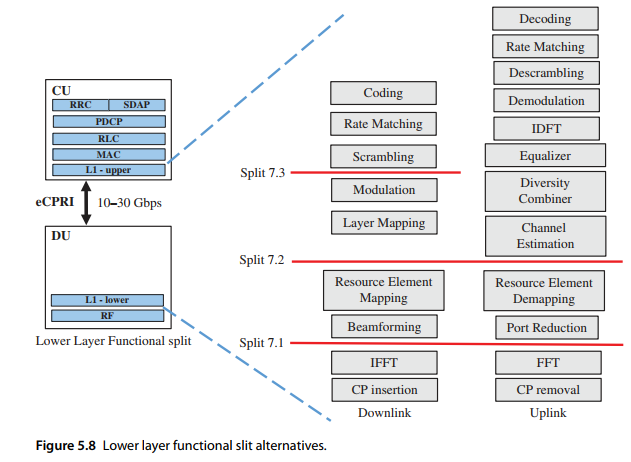 CU
RRC
SDAP
PDCP
RLC
MAC
L1 - upper
eCPRI
10–30 Gbps
DU
L1 - lower
RF
Lower Layer Functional split
Split 7.3
Split 7.2
Split 7.1
Coding
Rate Matching
Scrambling
Modulation
Layer Mapping
Resource Element
Mapping
Beamforming
IFFT
CP insertion
Downlink
Decoding
Rate Matching
Descrambling
Demodulation
IDFT
Equalizer
Diversity
Combiner
Channel
Estimation
Resource Element
Demapping
Port Reduction
FFT
CP removal
Uplink
Figure 5.8 Lower layer functional slit alternatives.